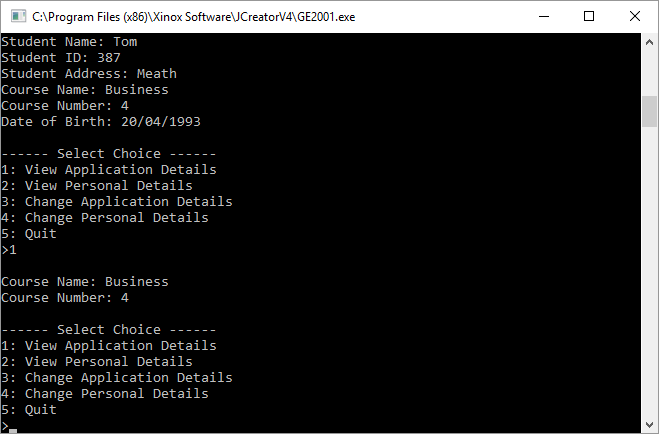 C:\Program Files (x86)\Xinox Software\JCreatorV4\GE2001.exe
Student Name: Tom
Student ID: 387
Student Address: Meath
Course Name: Business
Course Number: 4
Date of Birth: 20/04/1993
------ Select Choice ------
1: View Application Details
2: View Personal Details
3: Change Application Details
4: Change Personal Details
5: Quit
>1
Course Name: Business
Course Number: 4
------ Select Choice ------
1: View Application Details
2: View Personal Details
3: Change Application Details
4: Change Personal Details
5: Quit
>_